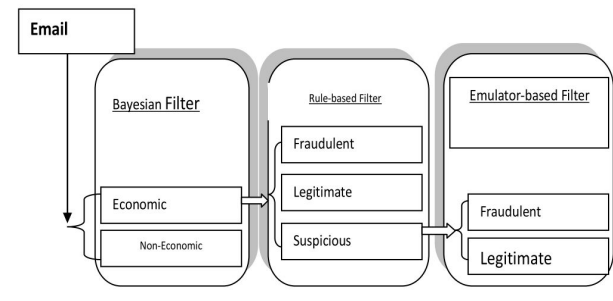 Email
Bayesian Filter
Economic
Non-Economic
Rule-based Filter
Fraudulent
Legitimate
Suspicious
Emulator-based Filter
Fraudulent
Legitimate